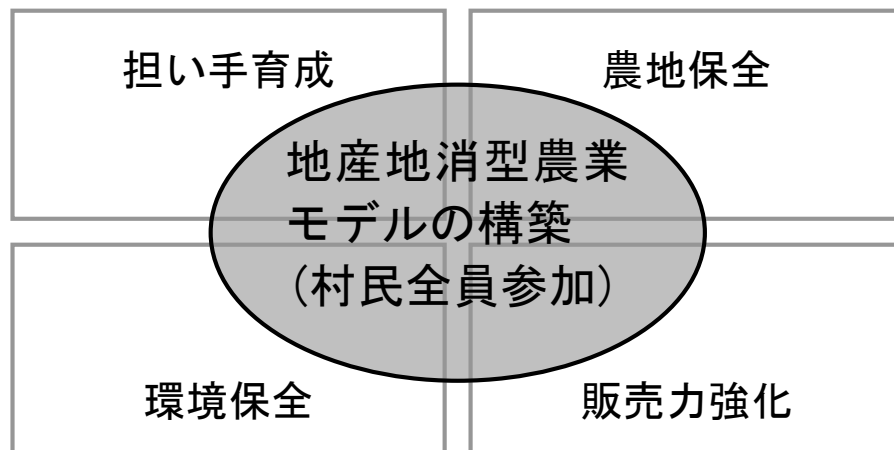 担い手育成
農地保全
地産地消型農業
モデルの構築
(村民全員参加)
環境保全
販売力強化